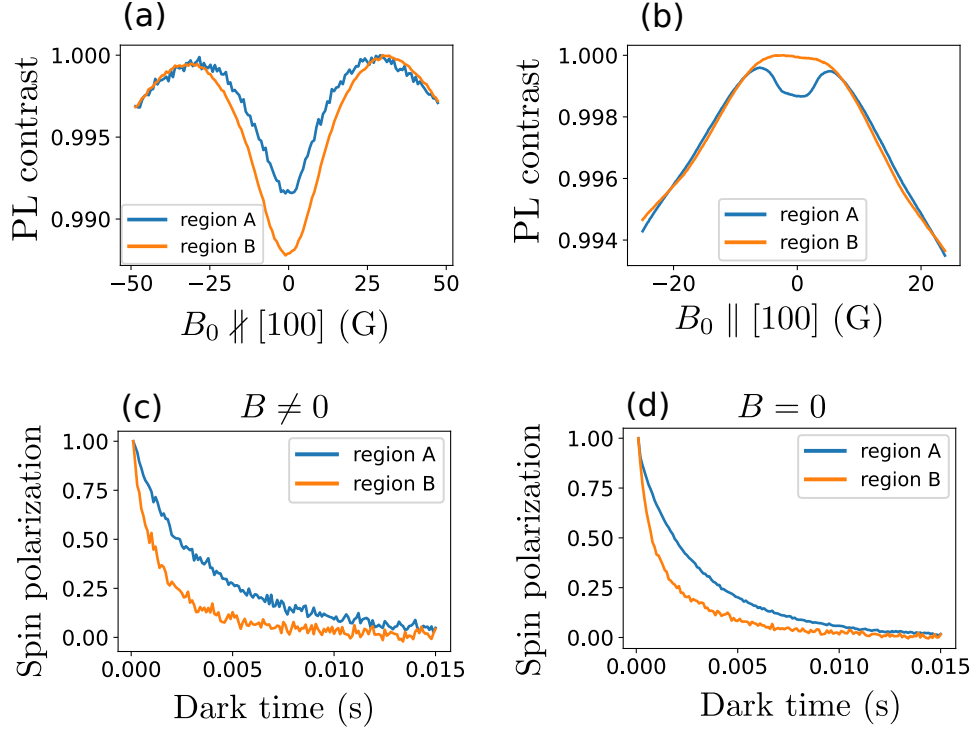 (a)
1.000
0.995
0.990
PL contrast
region A
region B
−50
−25
0
25
50
B₀ ∦ [100] (G)
(b)
1.000
0.998
0.996
0.994
PL contrast
region A
region B
−20
0
20
B₀ ∥ [100] (G)
(c)
B ≠ 0
1.00
0.75
0.50
0.25
0.00
Spin polarization
region A
region B
0.000
0.005
0.010
0.015
Dark time (s)
(d)
B = 0
1.00
0.75
0.50
0.25
0.00
Spin polarization
region A
region B
0.000
0.005
0.010
0.015
Dark time (s)